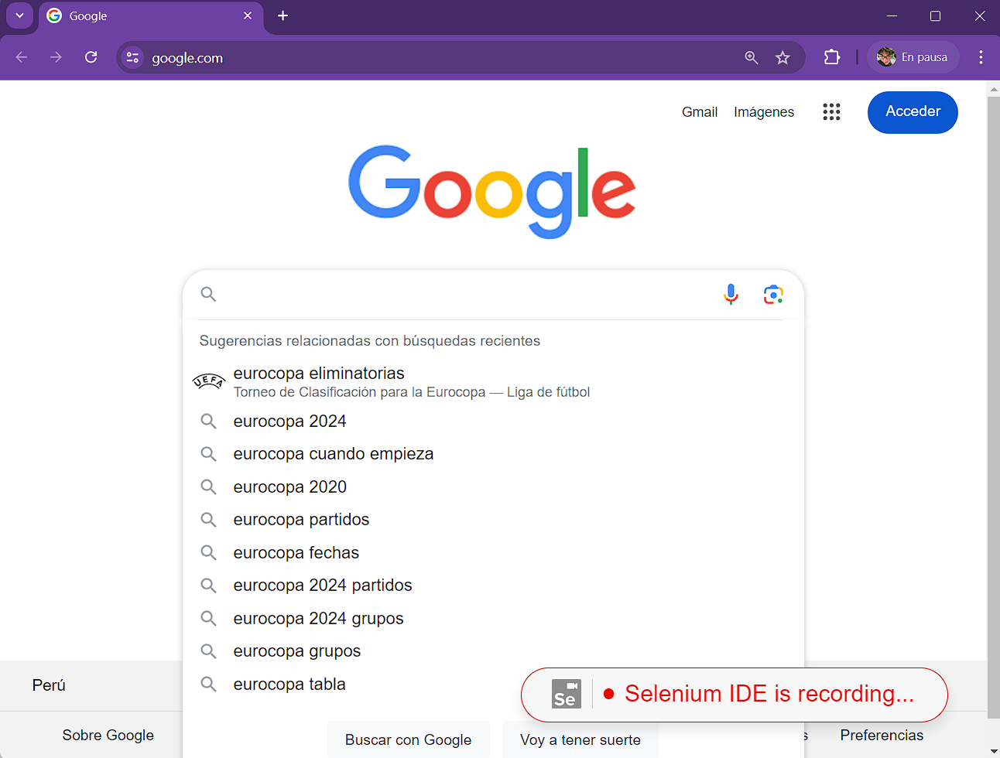 Google
google.com
En pausa
Gmail Imágenes
Acceder
Google
Sugerencias relacionadas con búsquedas recientes
UEFA
eurocopa eliminatorias
Torneo de Clasificación para la Eurocopa — Liga de fútbol
eurocopa 2024
eurocopa cuando empieza
eurocopa 2020
eurocopa partidos
eurocopa fechas
eurocopa 2024 partidos
eurocopa 2024 grupos
eurocopa grupos
eurocopa tabla
Perú
Se
Selenium IDE is recording...
Sobre Google
Buscar con Google
Voy a tener suerte
s
Preferencias